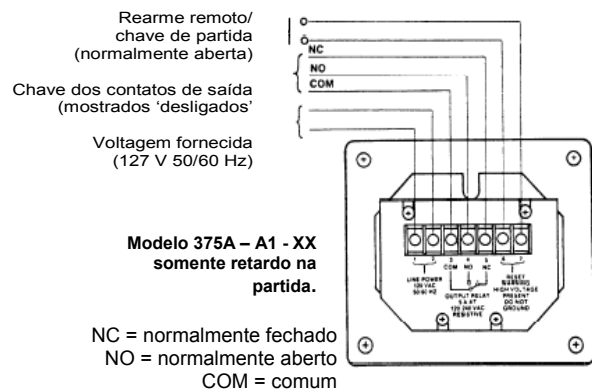 Rearme remoto/
chave de partida
(normalmente aberta)
Chave dos contatos de saída
(mostrados ‘desligados’
Voltagem fornecida
(127 V 50/60 Hz)
NC
NO
COM
Modelo 375A – A1 - XX
somente retardo na
partida.
NC = normalmente fechado
NO = normalmente aberto
COM = comum
1 2 3 4 5 6 7
COM NO NC
LINE POWER
120 VAC
50/60 HZ
OUTPUT RELAY
5 A AT
120/240 VAC
RESISTIVE
RESET
WARNING
HIGH VOLTAGE
PRESENT
DO NOT
GROUND